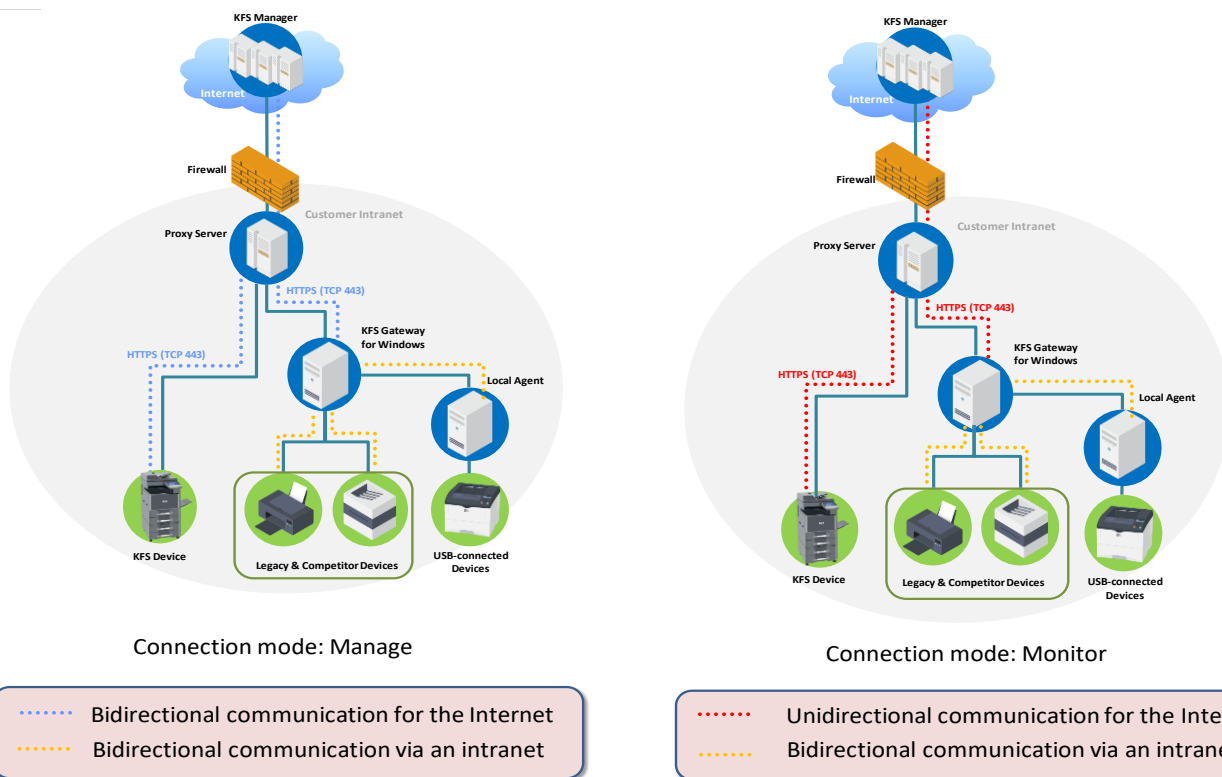 KFS Manager
Internet
Firewall
Customer Intranet
Proxy Server
HTTPS (TCP 443)
KFS Gateway
for Windows
HTTPS (TCP 443)
Local Agent
KFS Device
Legacy & Competitor Devices
USB-connected
Devices
Connection mode: Manage
Bidirectional communication for the Internet
Bidirectional communication via an intranet
KFS Manager
Internet
Firewall
Customer Intranet
Proxy Server
HTTPS (TCP 443)
KFS Gateway
for Windows
HTTPS (TCP 443)
Local Agent
KFS Device
Legacy & Competitor Devices
USB-connected
Devices
Connection mode: Monitor
Unidirectional communication for the Inte
Bidirectional communication via an intrane